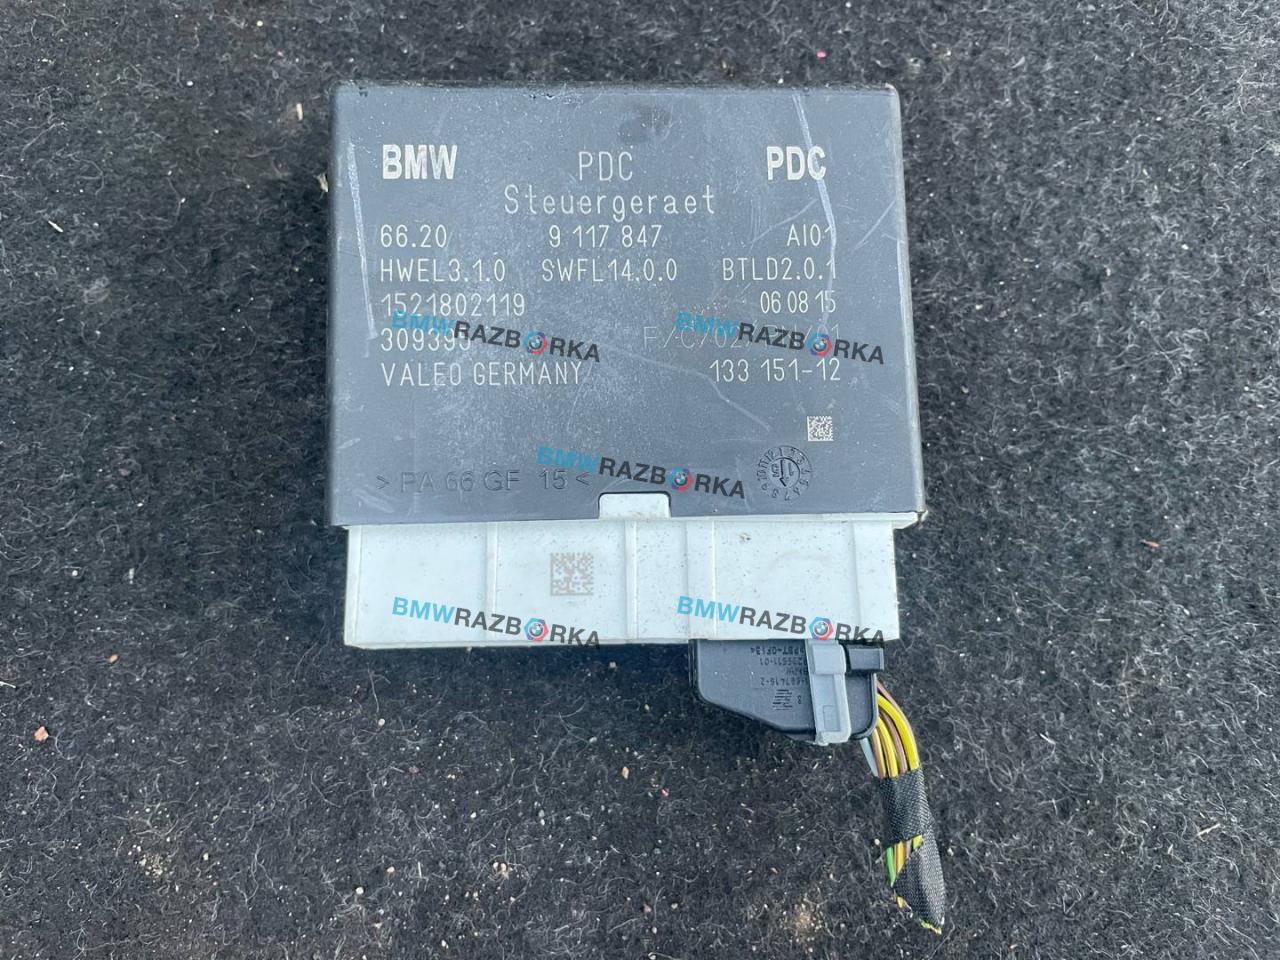 BMW PDC PDC
Steuergeraet
66.20 9 117 847 AI01
HWEL3.1.0 SWFL14.0.0 BTLD2.0.1
1521802119 06 08 15
BMWRAZBORKA BMWRAZBORKA
VALEO GERMANY 133 151-12
BMWRAZBORKA
> PA 66 GF 15 <
BMWRAZBORKA BMWRAZBORKA